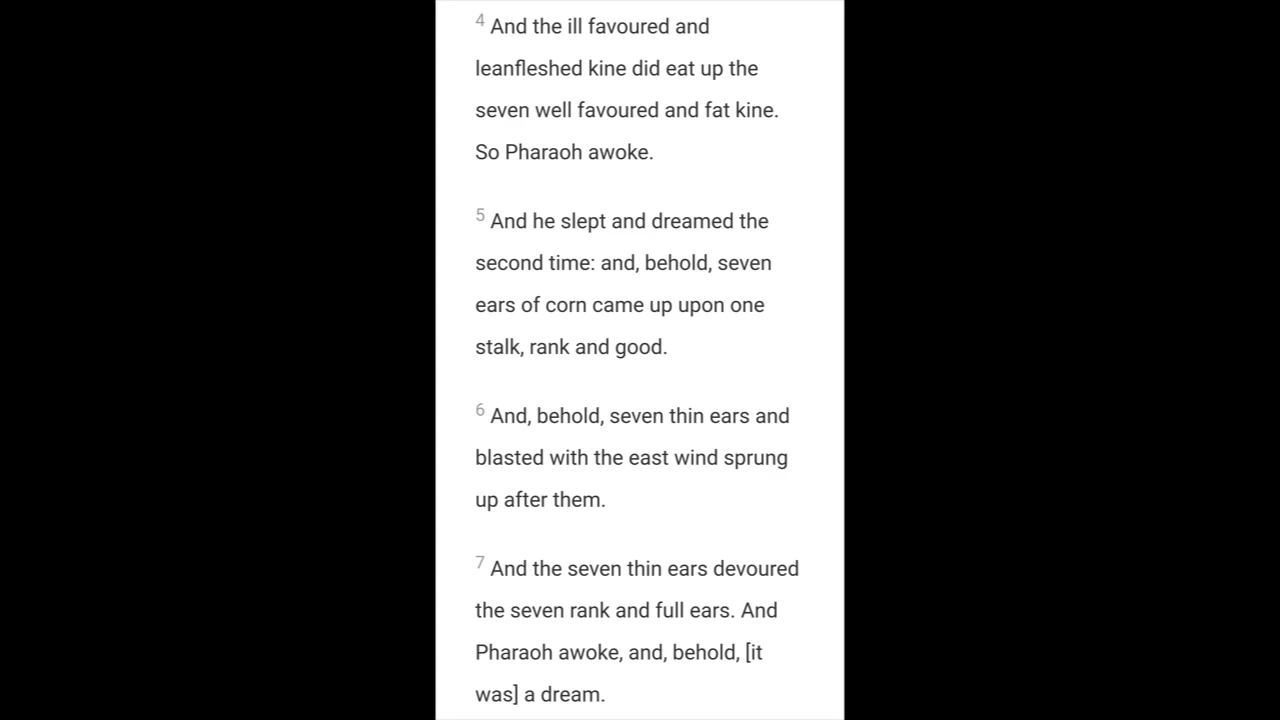 4 And the ill favoured and
leanfleshed kine did eat up the
seven well favoured and fat kine.
So Pharaoh awoke.
5 And he slept and dreamed the
second time: and, behold, seven
ears of corn came up upon one
stalk, rank and good.
6 And, behold, seven thin ears and
blasted with the east wind sprung
up after them.
7 And the seven thin ears devoured
the seven rank and full ears. And
Pharaoh awoke, and, behold, [it
was] a dream.